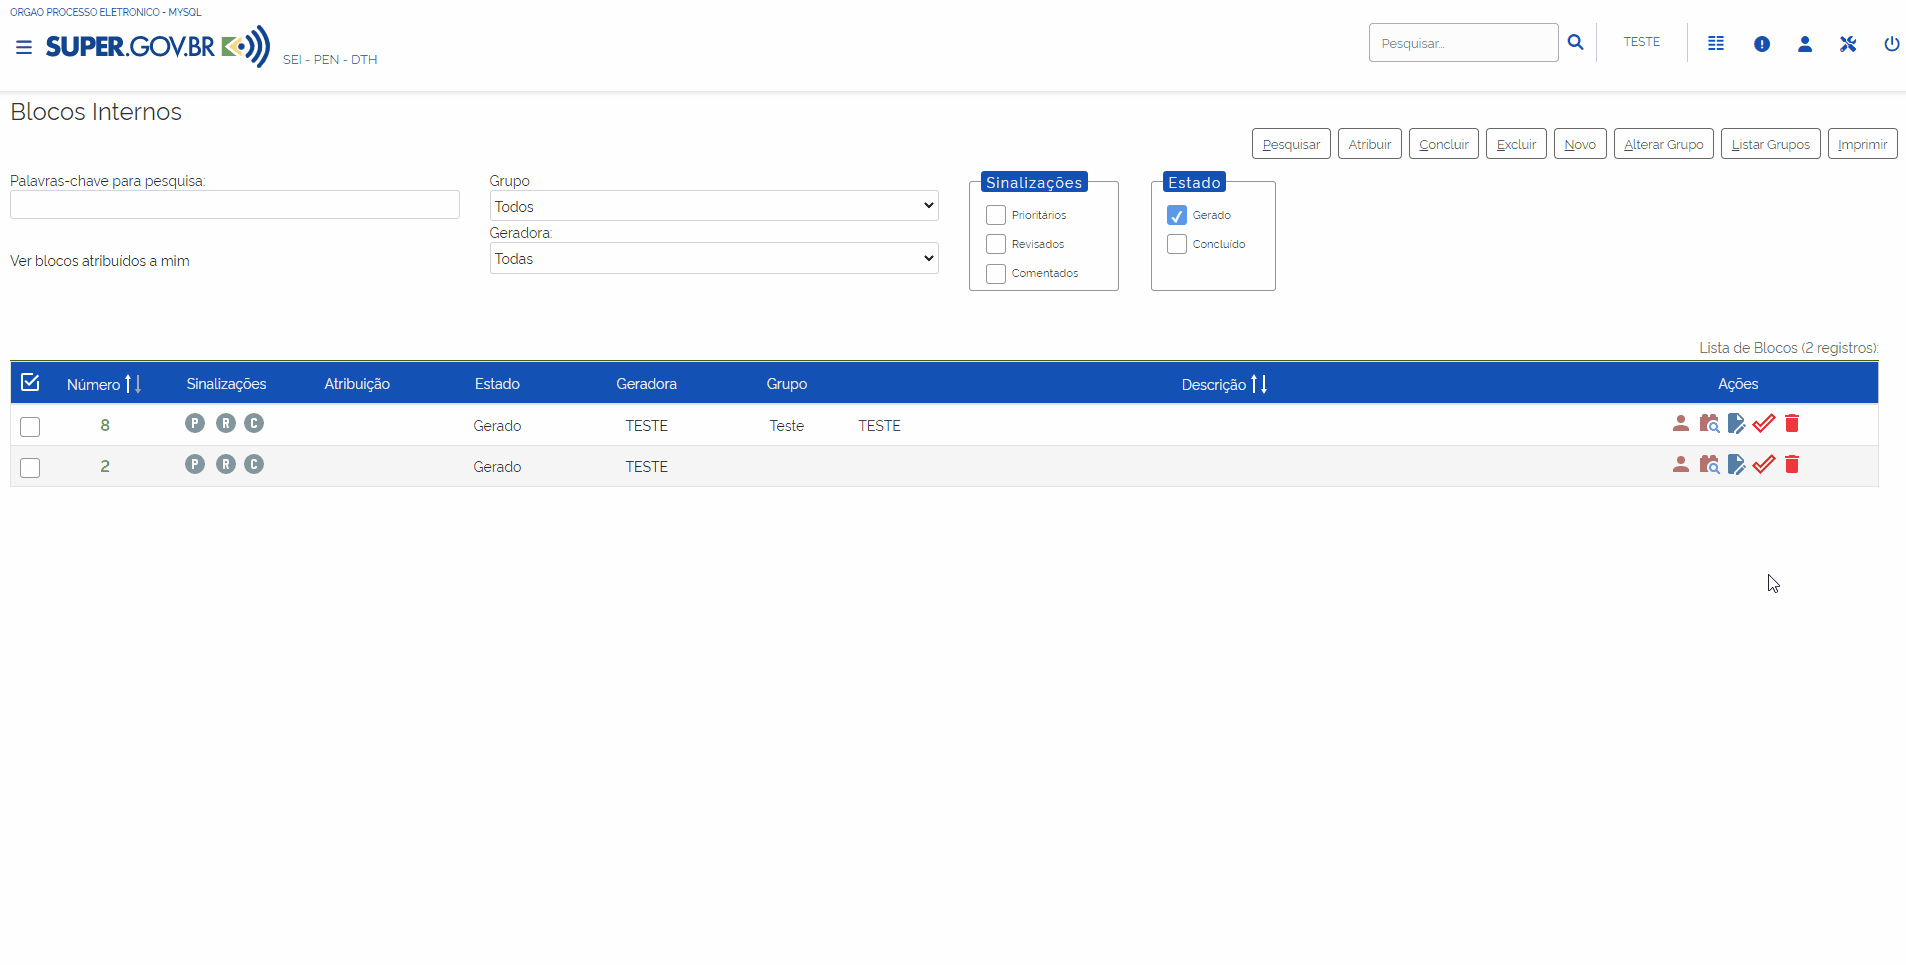 ORGAO PROCESSO ELETRONICO - MYSQL
SUPER.GOV.BR
SEI - PEN - DTH
Pesquisar...
TESTE
Blocos Internos
Pesquisar
Atribuir
Concluir
Excluir
Novo
Alterar Grupo
Listar Grupos
Imprimir
Palavras-chave para pesquisa:
Grupo
Todos
Geradora:
Todas
Ver blocos atribuídos a mim
Sinalizações
Prioritários
Revisados
Comentados
Estado
Gerado
Concluído
Lista de Blocos (2 registros):
Número Sinalizações Atribuição Estado Geradora Grupo Descrição Ações
8 P R C Gerado TESTE Teste TESTE
2 P R C Gerado TESTE